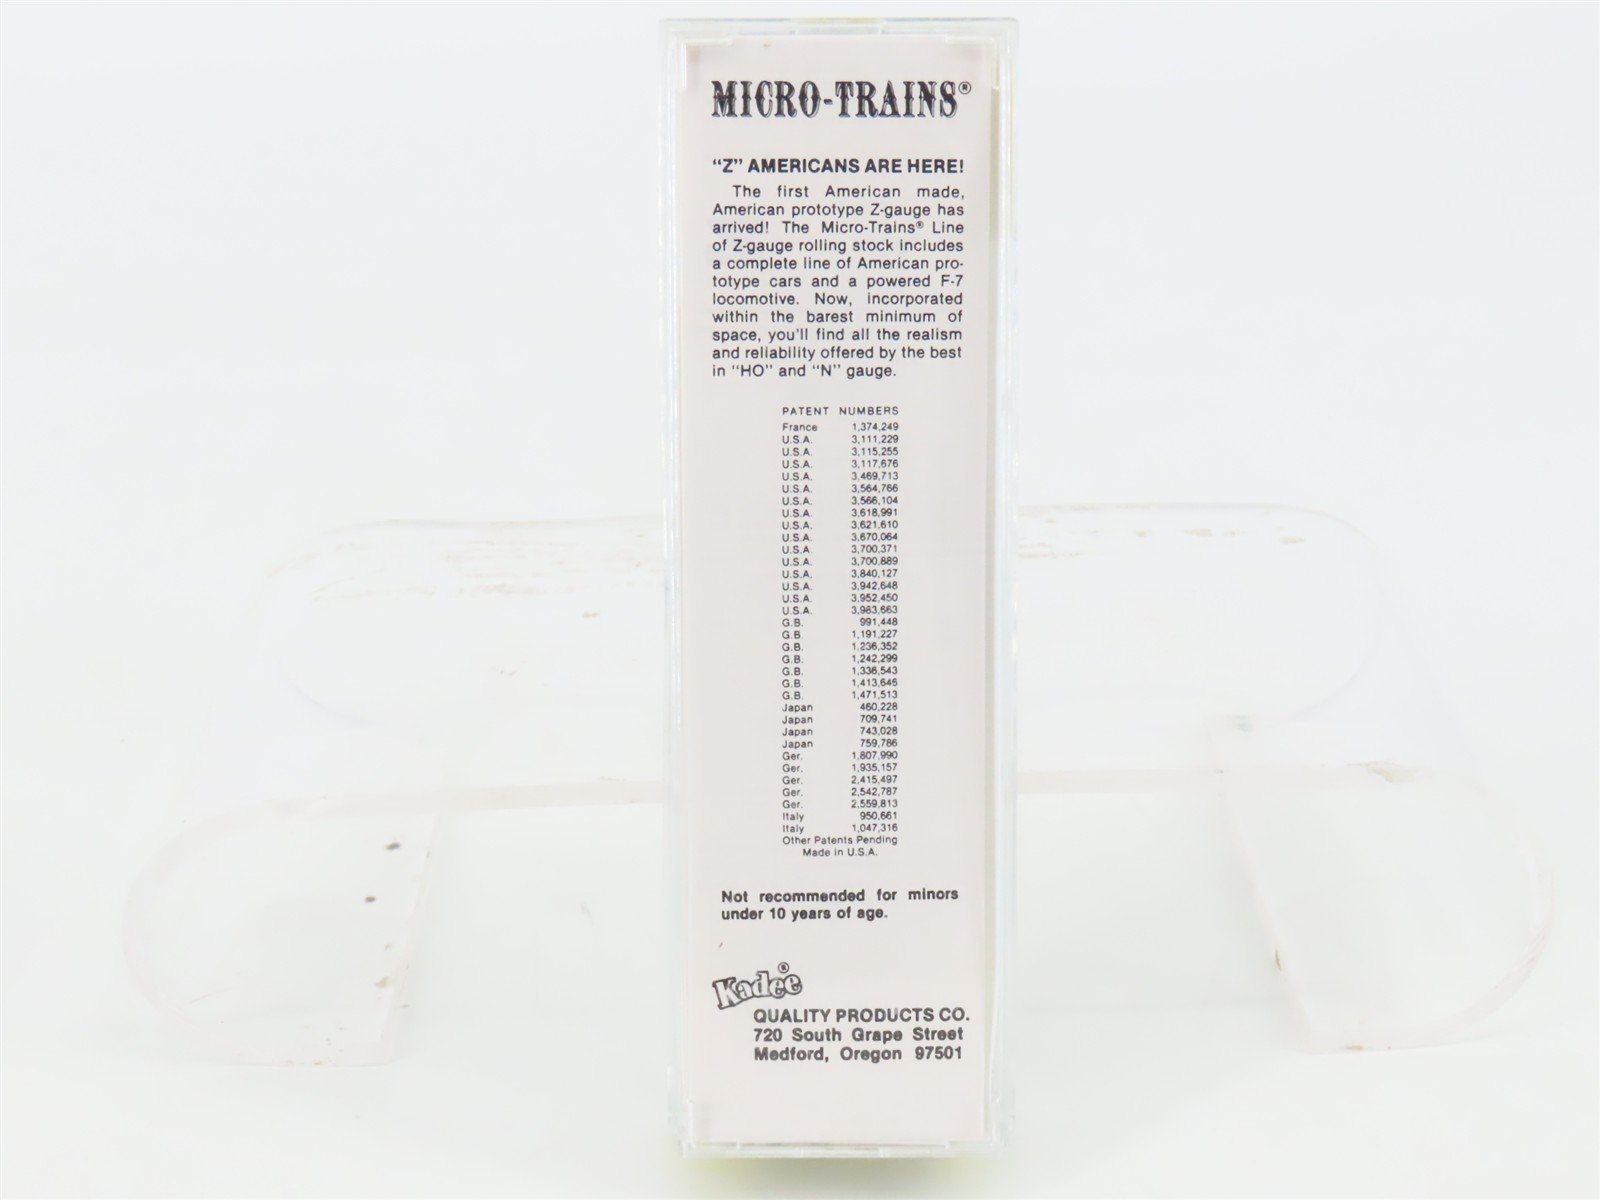 MICRO-TRAINS®
"Z" AMERICANS ARE HERE!
The first American made,
American prototype Z-gauge has
arrived! The Micro-Trains® Line
of Z-gauge rolling stock includes
a complete line of American pro-
totype cars and a powered F-7
locomotive. Now, incorporated
within the barest minimum of
space, you'll find all the realism
and reliability offered by the best
in "HO" and "N" gauge.
PATENT NUMBERS
France 1,374,249
U.S.A. 3,111,229
U.S.A. 3,115,255
U.S.A. 3,117,676
U.S.A. 3,469,713
U.S.A. 3,564,766
U.S.A. 3,566,104
U.S.A. 3,618,991
U.S.A. 3,621,610
U.S.A. 3,670,064
U.S.A. 3,700,371
U.S.A. 3,700,889
U.S.A. 3,840,127
U.S.A. 3,942,648
U.S.A. 3,952,450
U.S.A. 3,983,663
G.B. 991,448
G.B. 1,191,227
G.B. 1,236,352
G.B. 1,242,299
G.B. 1,336,543
G.B. 1,413,646
G.B. 1,471,513
Japan 460,228
Japan 709,741
Japan 743,028
Japan 759,786
Ger. 1,807,990
Ger. 1,935,157
Ger. 2,415,497
Ger. 2,542,787
Ger. 2,559,813
Italy 950,661
Italy 1,047,316
Other Patents Pending
Made in U.S.A.
Not recommended for minors
under 10 years of age.
Kadee®
QUALITY PRODUCTS CO.
720 South Grape Street
Medford, Oregon 97501